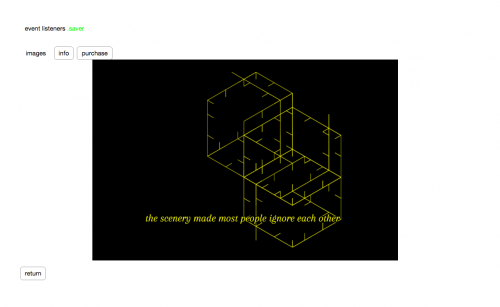 event listeners saver
images info purchase
the scenery made most people ignore each other
return